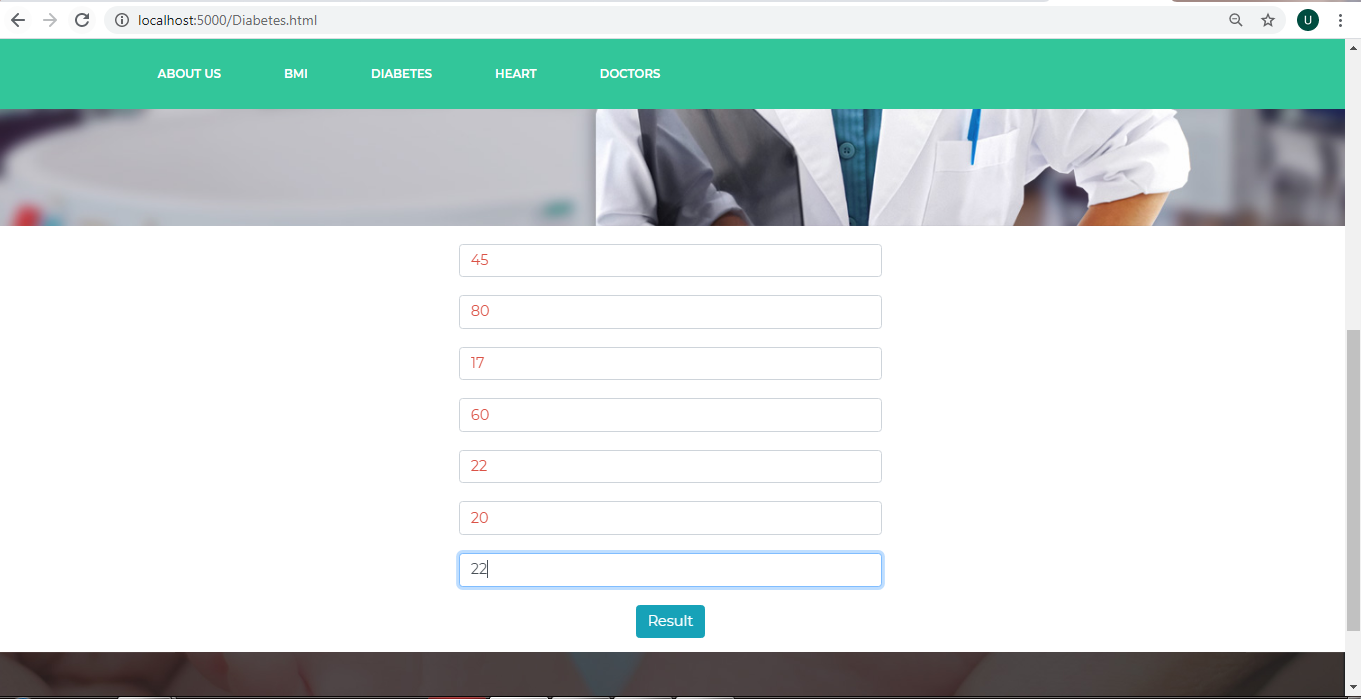 localhost:5000/Diabetes.html
U
ABOUT US BMI DIABETES HEART DOCTORS
45
80
17
60
22
20
22
Result